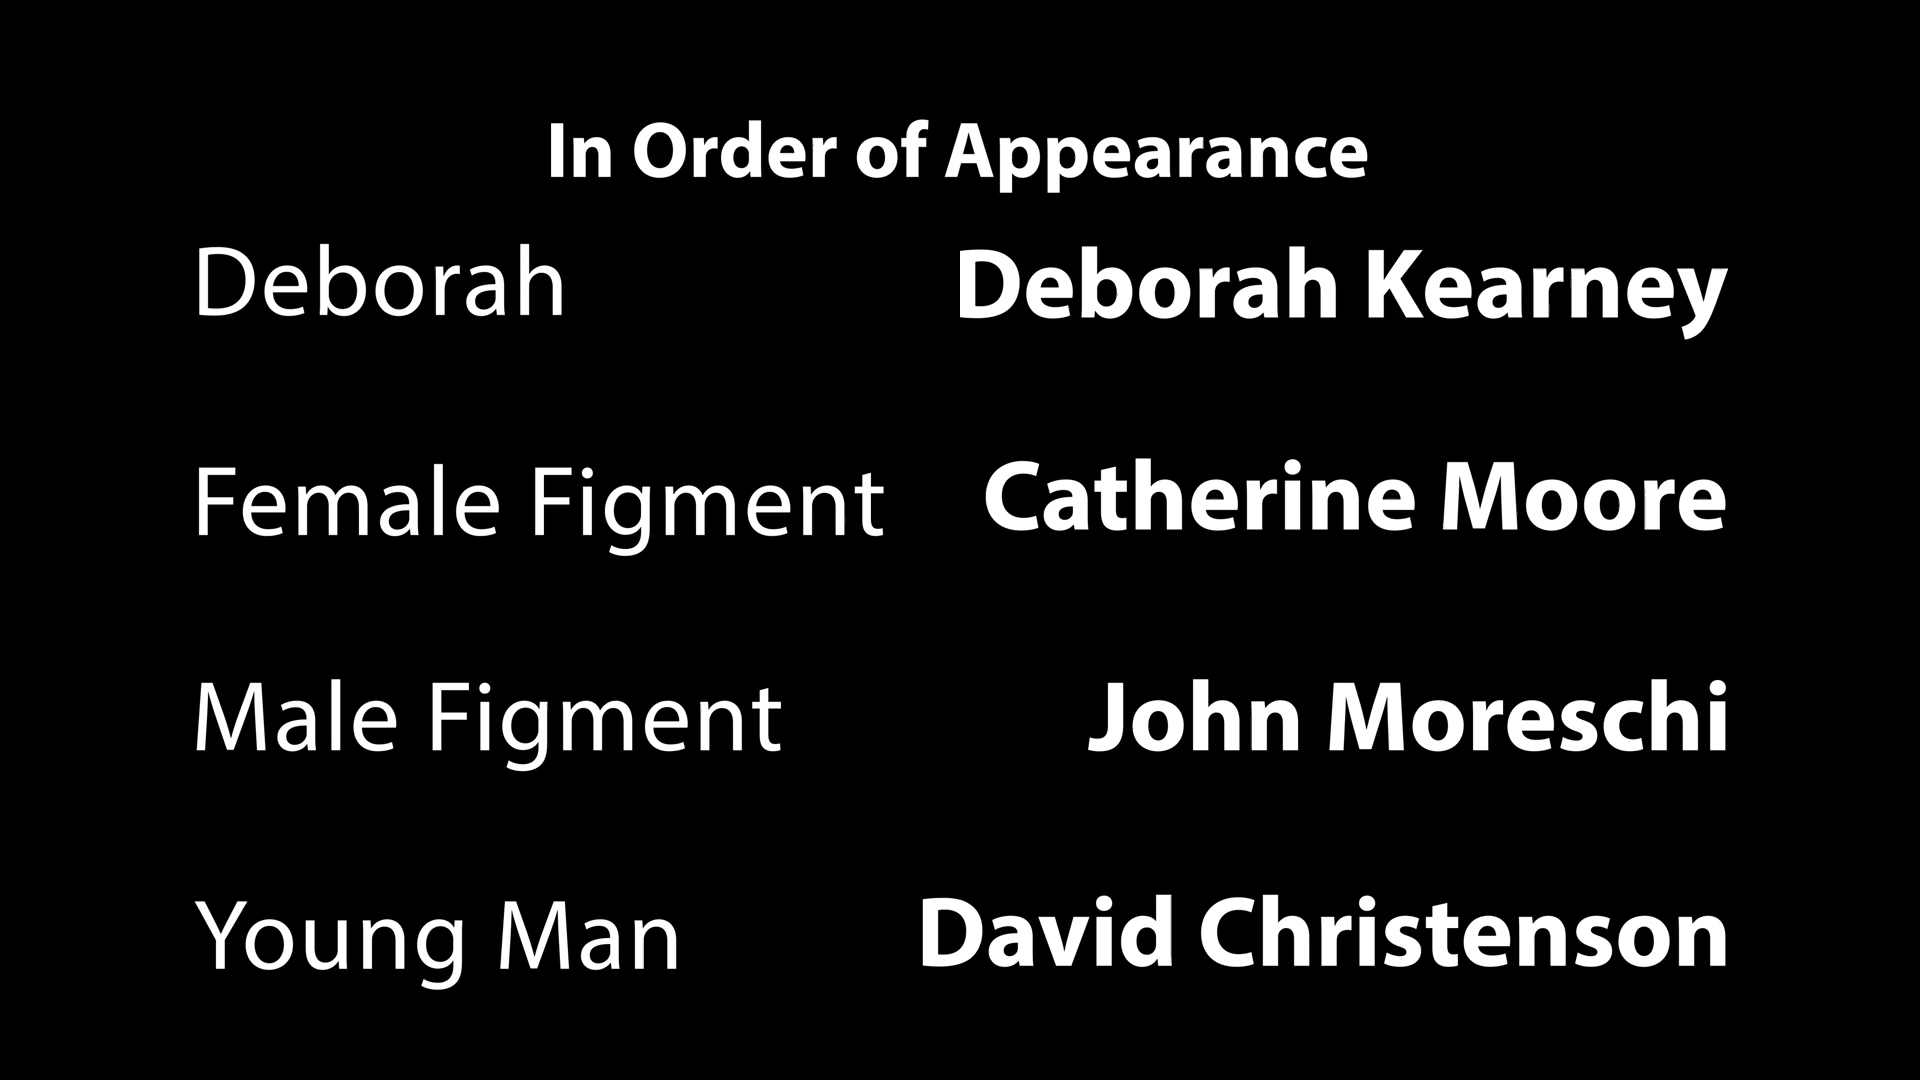 In Order of Appearance
Deborah Deborah Kearney
Female Figment Catherine Moore
Male Figment John Moreschi
Young Man David Christenson